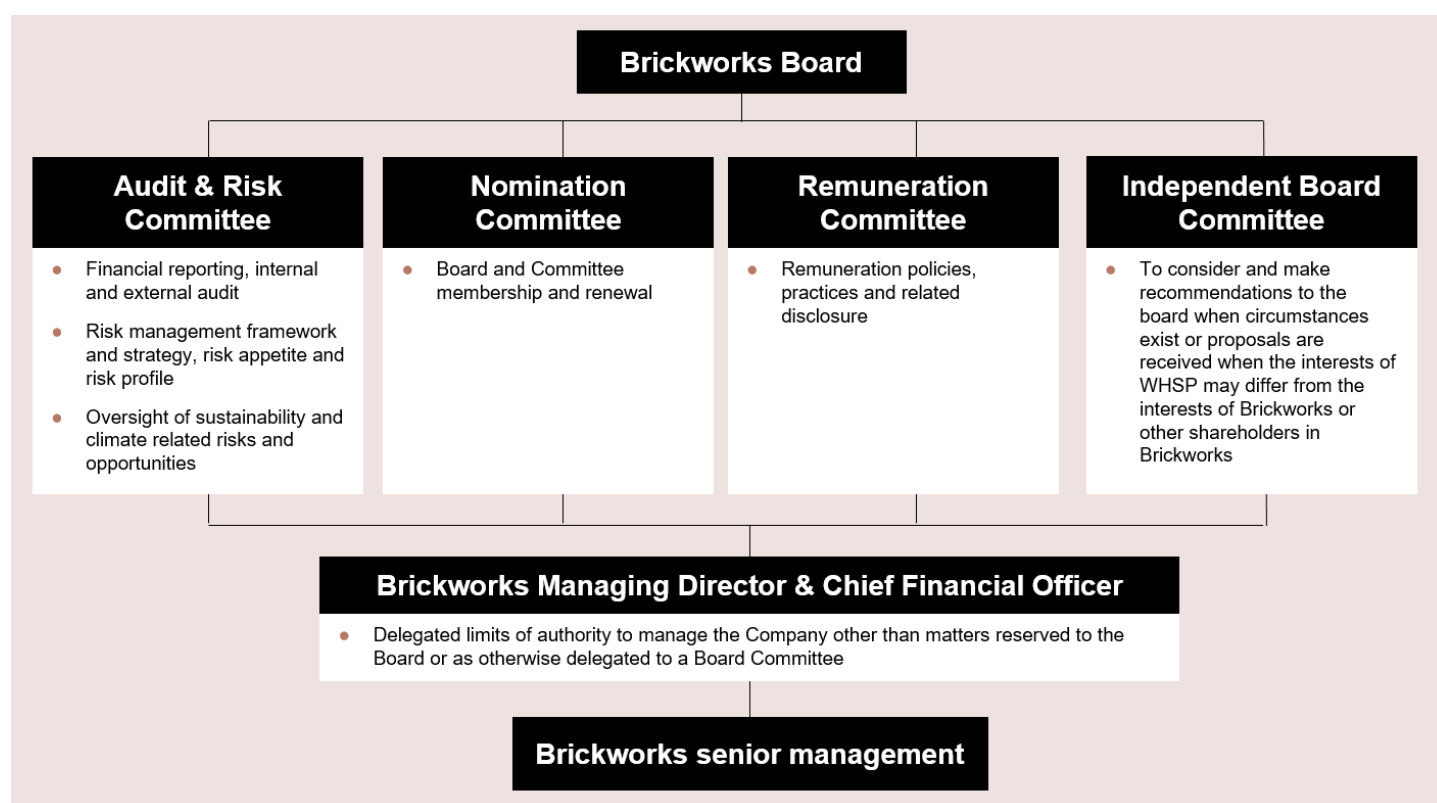 Brickworks Board
Audit & Risk
Committee
• Financial reporting, internal
and external audit
• Risk management framework
and strategy, risk appetite and
risk profile
• Oversight of sustainability and
climate related risks and
opportunities
Nomination
Committee
• Board and Committee
membership and renewal
Remuneration
Committee
• Remuneration policies,
practices and related
disclosure
Independent Board
Committee
• To consider and make
recommendations to the
board when circumstances
exist or proposals are
received when the interests of
WHSP may differ from the
interests of Brickworks or
other shareholders in
Brickworks
Brickworks Managing Director & Chief Financial Officer
• Delegated limits of authority to manage the Company other than matters reserved to the
Board or as otherwise delegated to a Board Committee
Brickworks senior management